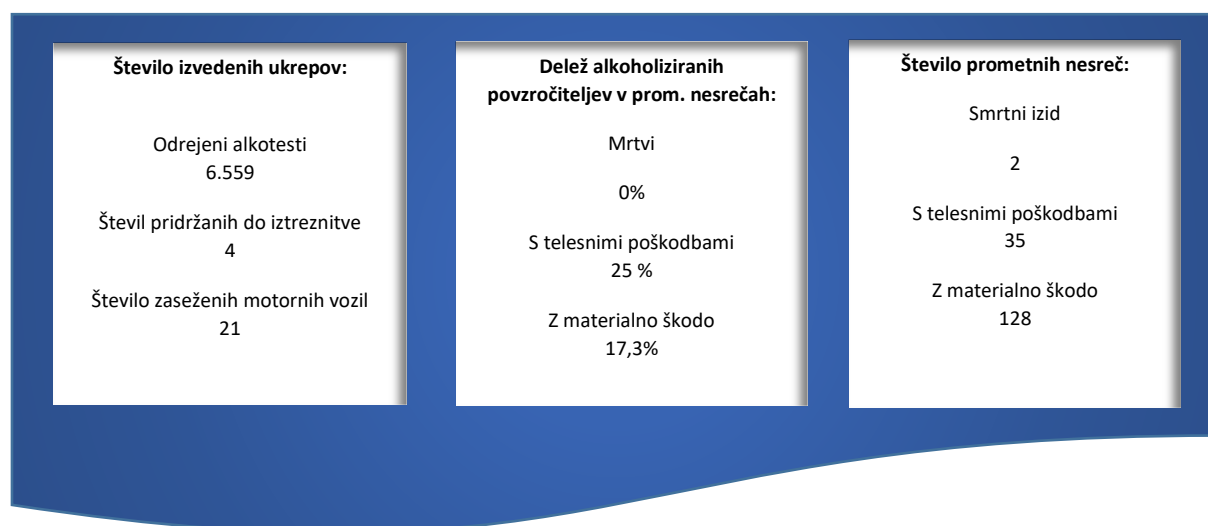 Število izvedenih ukrepov:
Odrejeni alkotesti
6.559
Števil pridržanih do iztreznitve
4
Število zaseženih motornih vozil
21
Delež alkoholiziranih
povzročiteljev v prom. nesrečah:
Mrtvi
0%
S telesnimi poškodbami
25 %
Z materialno škodo
17,3%
Število prometnih nesreč:
Smrtni izid
2
S telesnimi poškodbami
35
Z materialno škodo
128